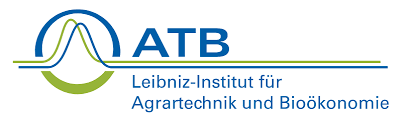 ATB
Leibniz-Institut für
Agrartechnik und Bioökonomie